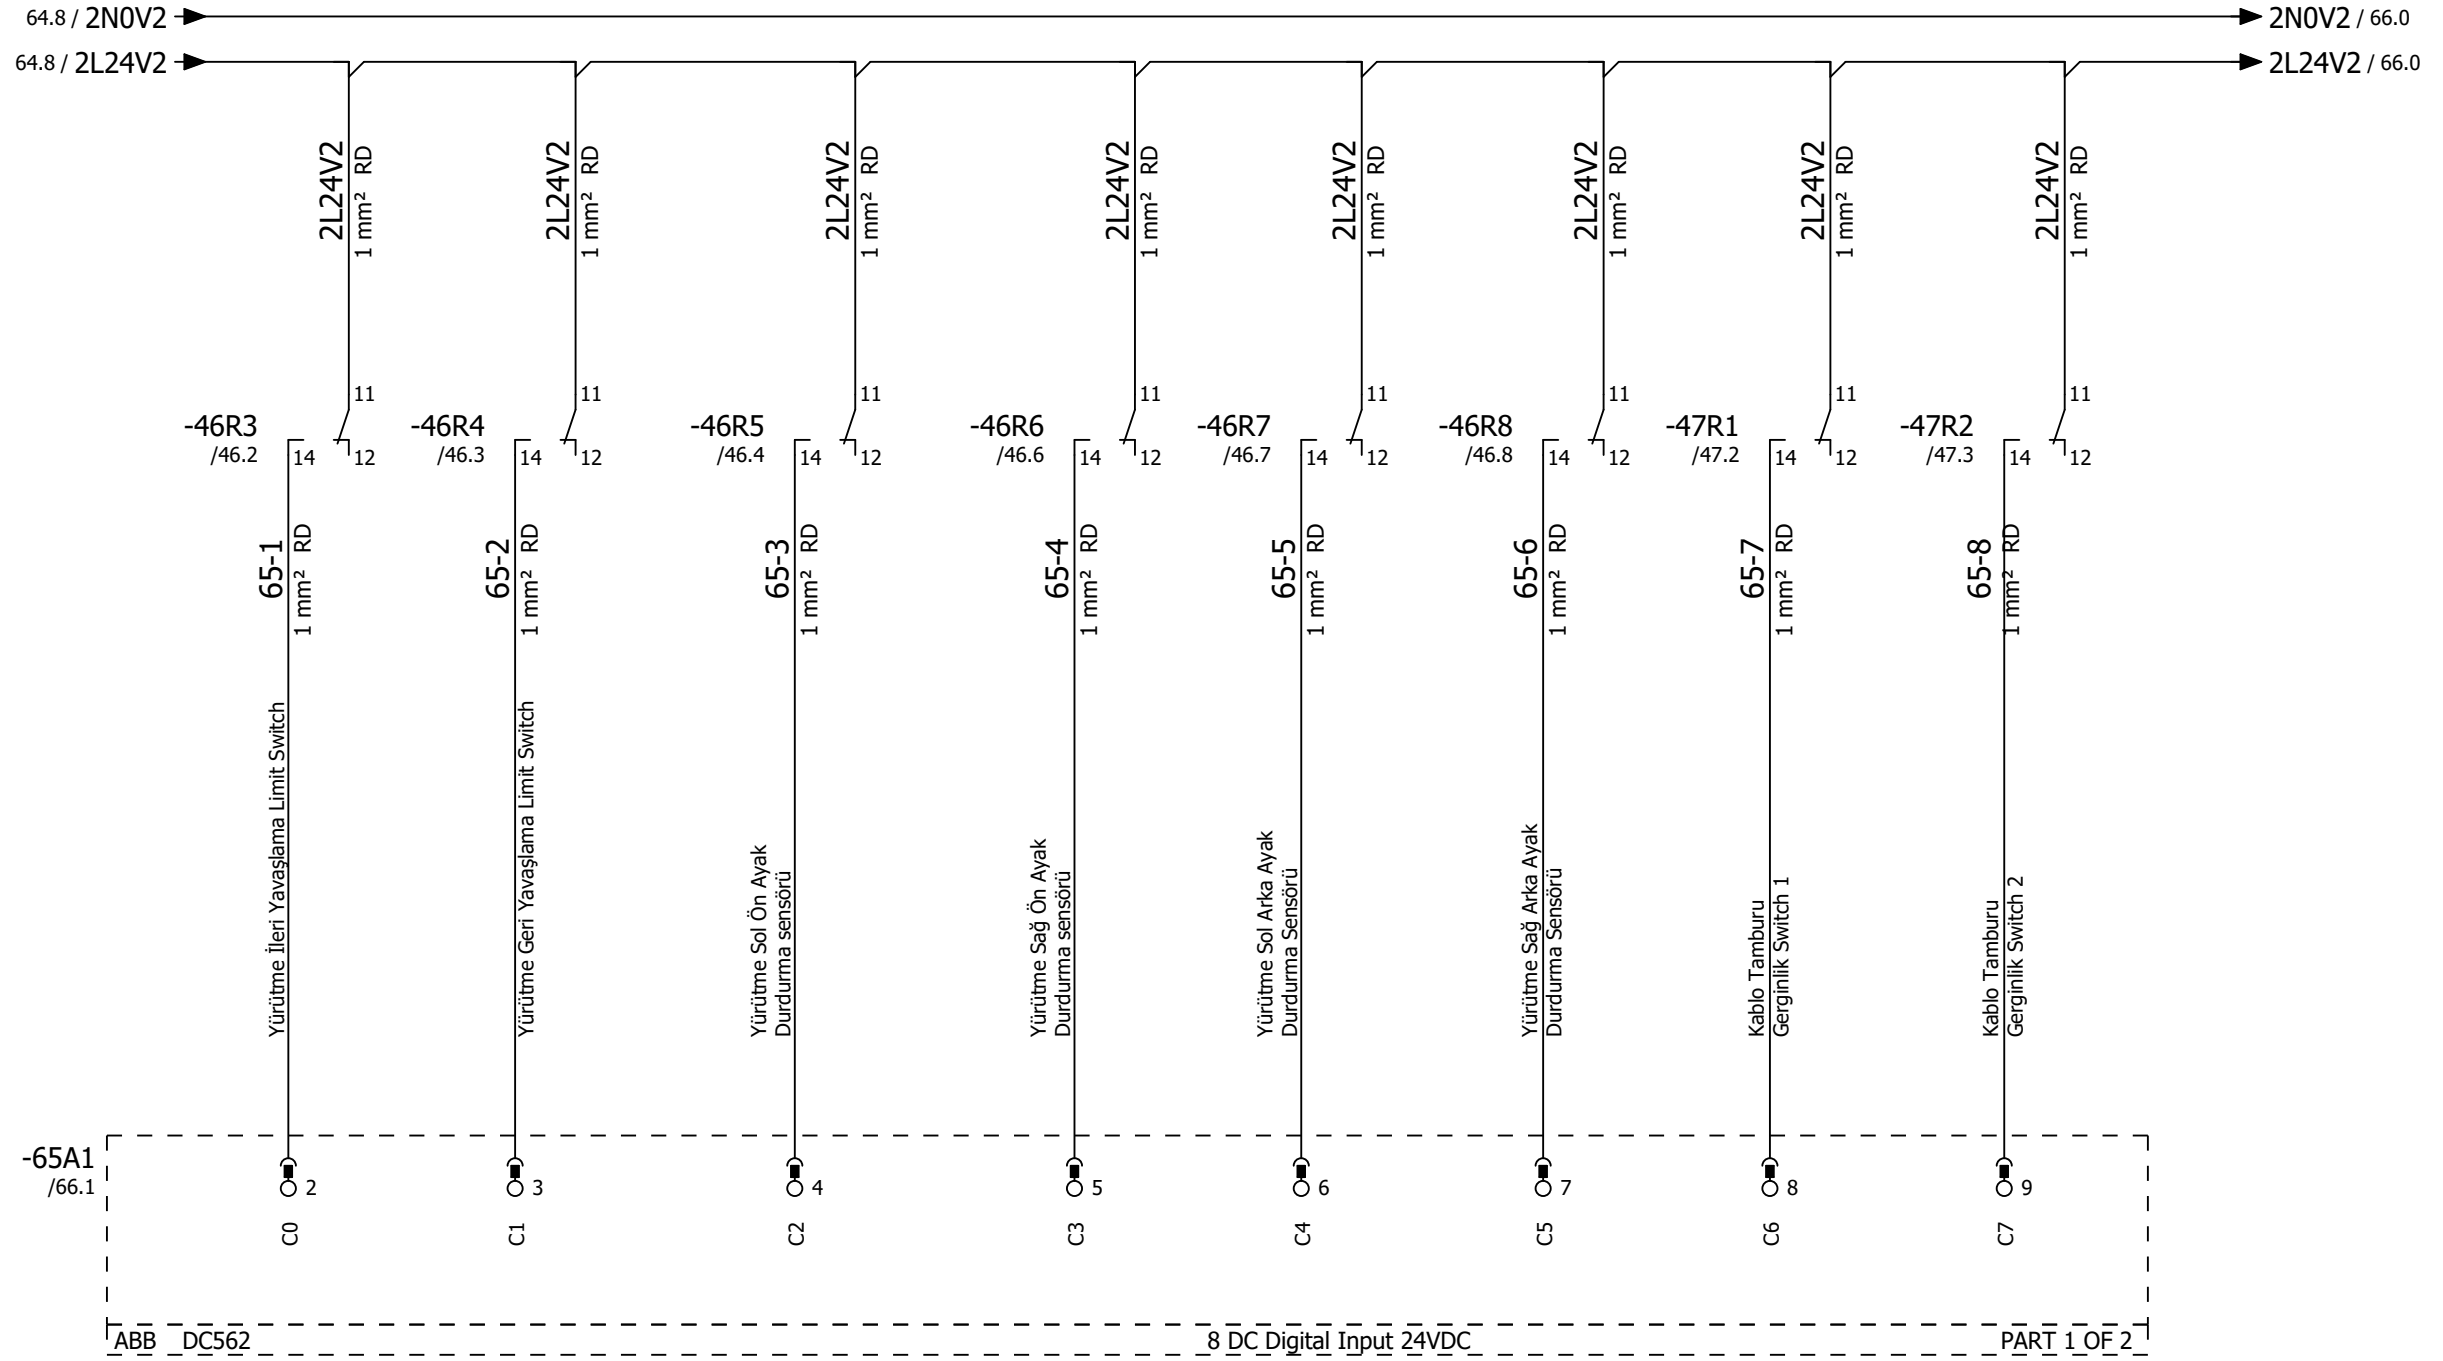 64.8 / 2N0V2
2N0V2 / 66.0
64.8 / 2L24V2
2L24V2 / 66.0
2L24V2
1 mm² RD
2L24V2
1 mm² RD
2L24V2
1 mm² RD
2L24V2
1 mm² RD
2L24V2
1 mm² RD
2L24V2
1 mm² RD
2L24V2
1 mm² RD
2L24V2
1 mm² RD
11
11
11
11
11
11
11
11
-46R3
/46.2
14
12
-46R4
/46.3
14
12
-46R5
/46.4
14
12
-46R6
/46.6
14
12
-46R7
/46.7
14
12
-46R8
/46.8
14
12
-47R1
/47.2
14
12
-47R2
/47.3
14
12
65-1
1 mm² RD
65-2
1 mm² RD
65-3
1 mm² RD
65-4
1 mm² RD
65-5
1 mm² RD
65-6
1 mm² RD
65-7
1 mm² RD
65-8
1 mm² RD
Yürütme İleri Yavaşlama Limit Switch
Yürütme Geri Yavaşlama Limit Switch
Yürütme Sol Ön Ayak
Durdurma sensörü
Yürütme Sağ Ön Ayak
Durdurma sensörü
Yürütme Sol Arka Ayak
Durdurma Sensörü
Yürütme Sağ Arka Ayak
Durdurma Sensörü
Kablo Tamburu
Gerginlik Switch 1
Kablo Tamburu
Gerginlik Switch 2
-65A1
/66.1
2
3
4
5
6
7
8
9
C0
C1
C2
C3
C4
C5
C6
C7
ABB DC562
8 DC Digital Input 24VDC
PART 1 OF 2